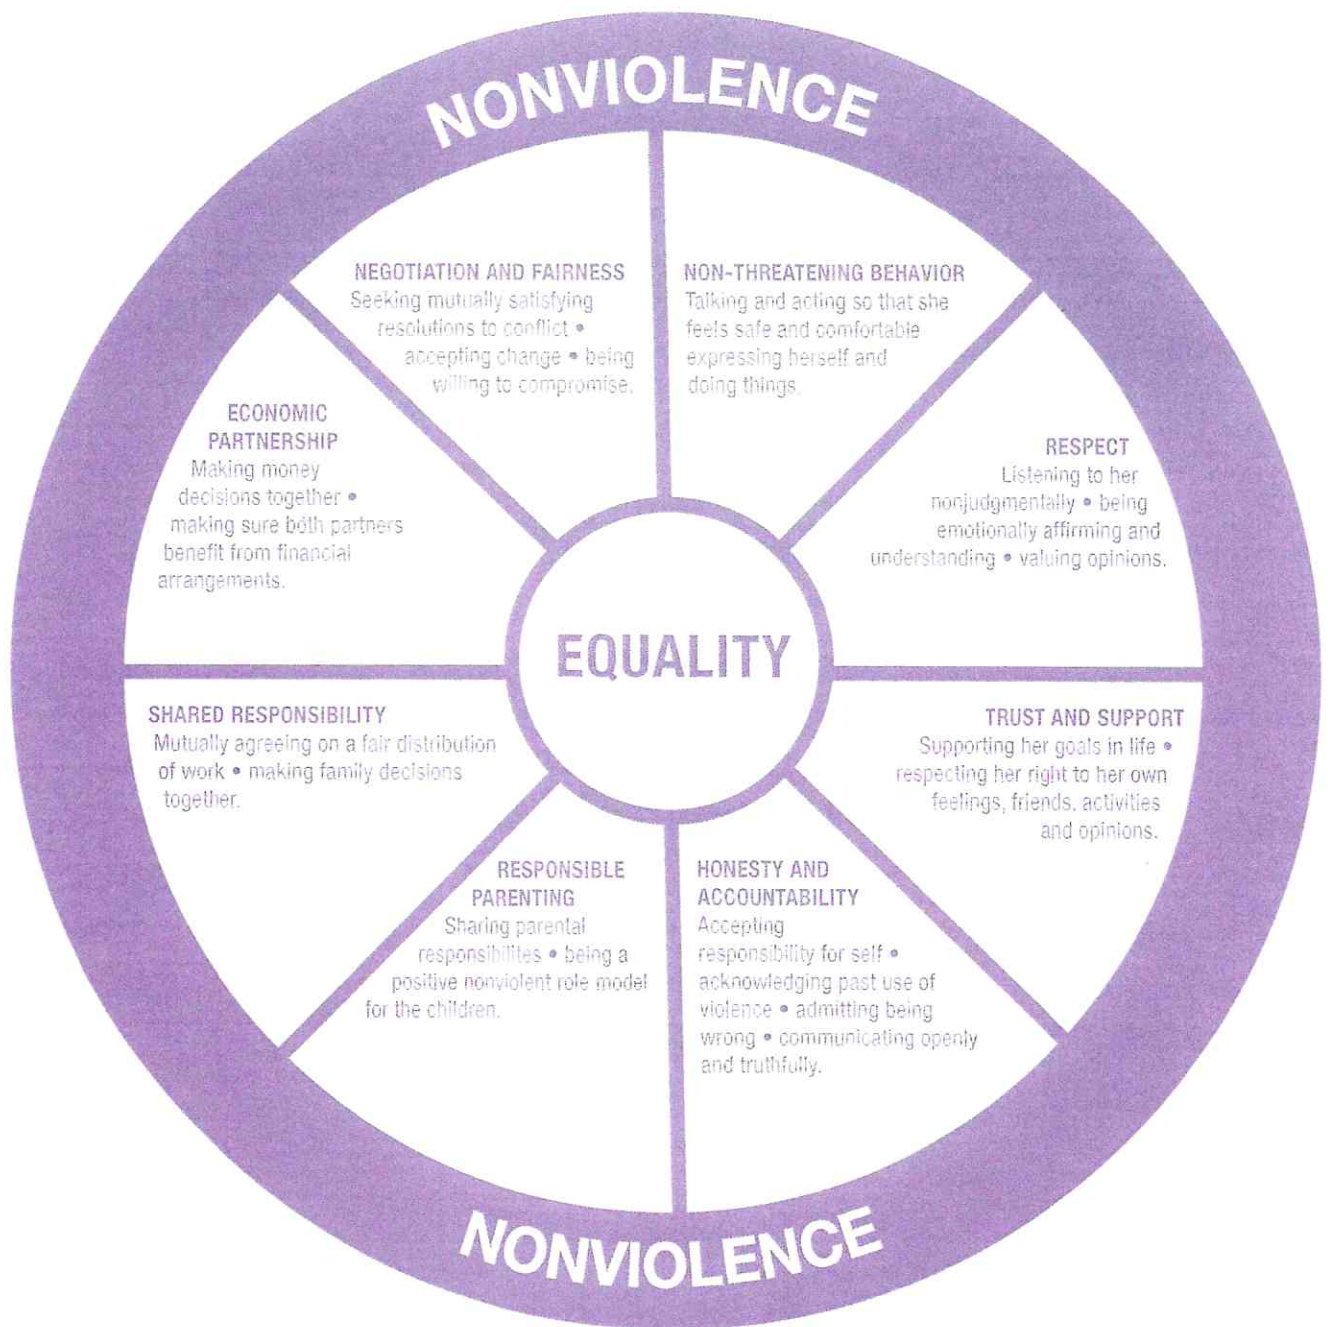 NONVIOLENCE
NEGOTIATION AND FAIRNESS
Seeking mutually satisfying
resolutions to conflict •
accepting change • being
willing to compromise.
NON-THREATENING BEHAVIOR
Talking and acting so that she
feels safe and comfortable
expressing herself and
doing things.
ECONOMIC
PARTNERSHIP
Making money
decisions together •
making sure both partners
benefit from financial
arrangements.
RESPECT
Listening to her
nonjudgmentally • being
emotionally affirming and
understanding • valuing opinions.
EQUALITY
SHARED RESPONSIBILITY
Mutually agreeing on a fair distribution
of work • making family decisions
together.
TRUST AND SUPPORT
Supporting her goals in life •
respecting her right to her own
feelings, friends, activities
and opinions.
RESPONSIBLE
PARENTING
Sharing parental
responsibilites • being a
positive nonviolent role model
for the children.
HONESTY AND
ACCOUNTABILITY
Accepting
responsibility for self •
acknowledging past use of
violence • admitting being
wrong • communicating openly
and truthfully.
NONVIOLENCE